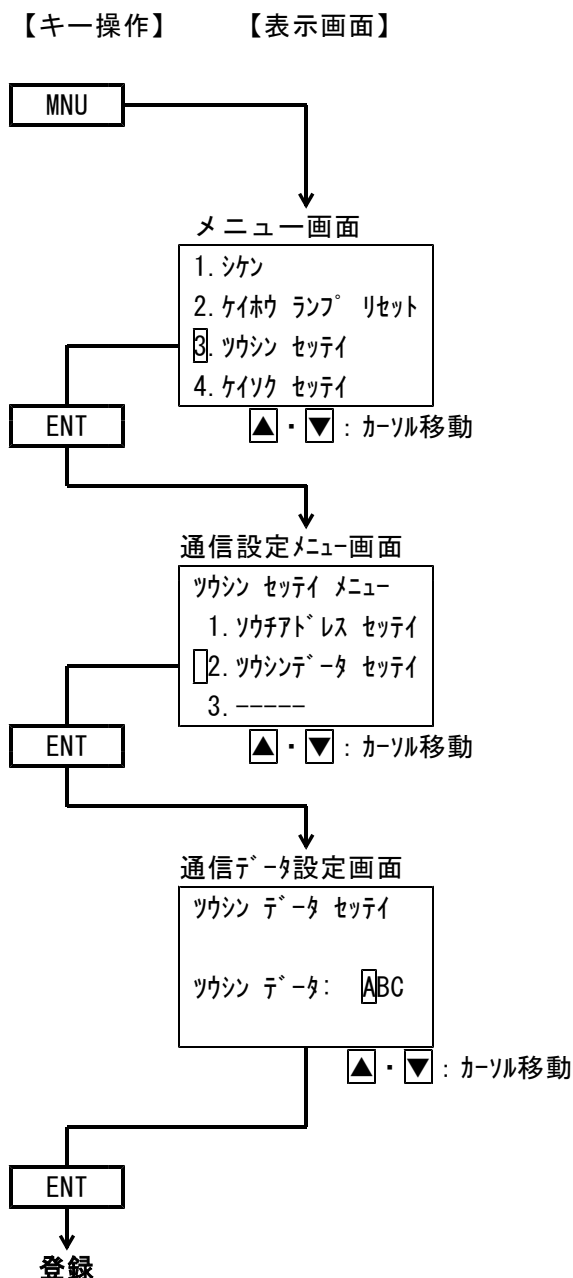 【キー操作】　【表示画面】
MNU
メニュー画面
1. ｼｹﾝ
2. ｹｲﾎｳ ﾗﾝﾌﾟ ﾘｾｯﾄ
3. ﾂｳｼﾝ ｾｯﾃｲ
4. ｹｲｿｸ ｾｯﾃｲ
ENT
▲・▼：ｶｰｿﾙ移動
通信設定ﾒﾆｭｰ画面
ﾂｳｼﾝ ｾｯﾃｲ ﾒﾆｭｰ
1. ｿｳﾁｱﾄﾞﾚｽ ｾｯﾃｲ
2. ﾂｳｼﾝﾃﾞｰﾀ ｾｯﾃｲ
3. -----
ENT
▲・▼：ｶｰｿﾙ移動
通信ﾃﾞｰﾀ設定画面
ﾂｳｼﾝ ﾃﾞｰﾀ ｾｯﾃｲ
ﾂｳｼﾝ ﾃﾞｰﾀ: ABC
▲・▼：ｶｰｿﾙ移動
ENT
登録